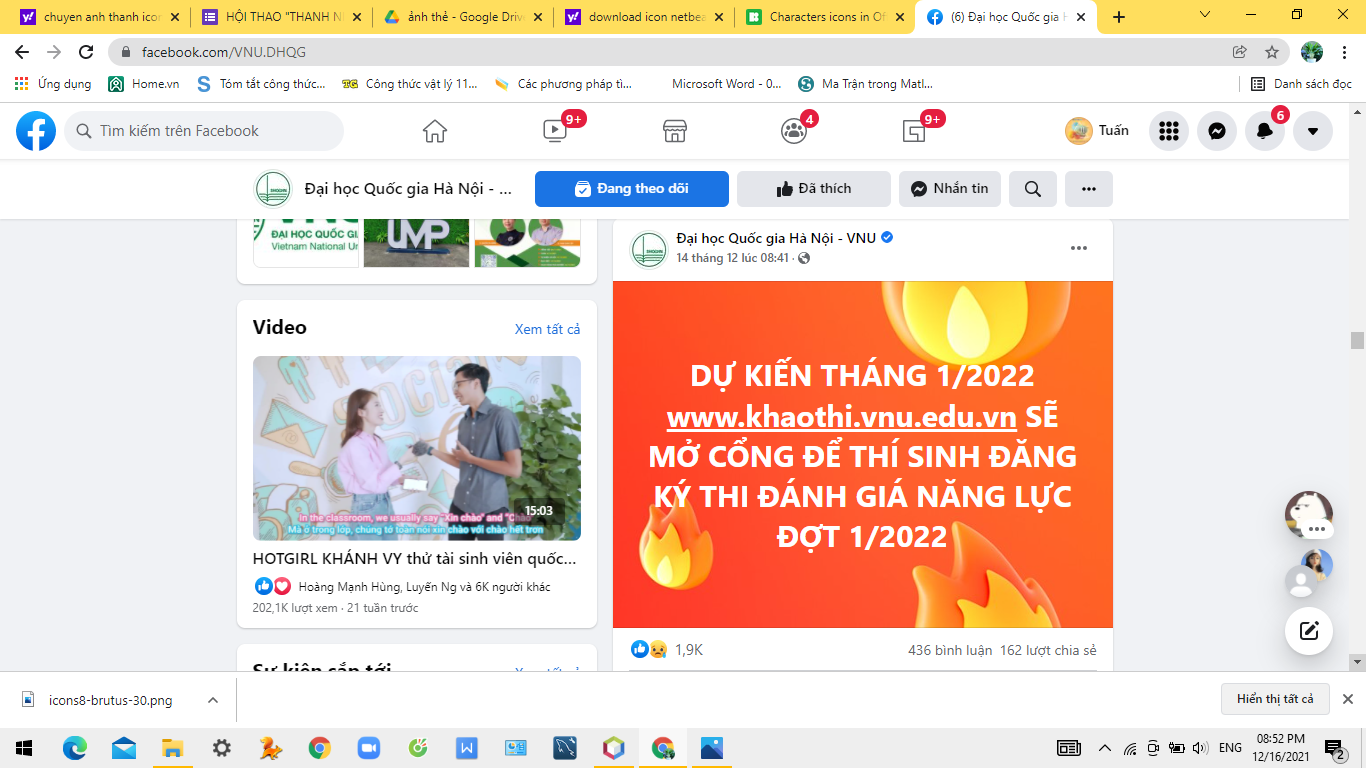 chuyen anh thanh icon
HỘI THẢO "THANH N
ảnh thẻ - Google Driv
download icon netbea
Characters icons in Of
(6) Đại học Quốc gia H
facebook.com/VNU.DHQG
Ứng dụng
Home.vn
Tóm tắt công thức...
Công thức vật lý 11...
Các phương pháp tì...
Microsoft Word - 0...
Ma Trận trong Matl...
Danh sách đọc
Tìm kiếm trên Facebook
9+
4
9+
Tuấn
6
Đại học Quốc gia Hà Nội - ...
Đang theo dõi
Đã thích
Nhắn tin
ĐẠI HỌC QUỐC GI
Vietnam National Un
UMP
Video
Xem tất cả
15:03
In the classroom, we usually say "Xin chào" and "Chào
Mà ở trong lớp, chúng tớ toàn nói xin chào với chào hết trơn
HOTGIRL KHÁNH VY thử tài sinh viên quốc...
Hoàng Mạnh Hùng, Luyến Ng và 6K người khác
202,1K lượt xem · 21 tuần trước
Sự kiện sắp tới
Xem tất cả
Đại học Quốc gia Hà Nội - VNU
14 tháng 12 lúc 08:41 ·
DỰ KIẾN THÁNG 1/2022
www.khaothi.vnu.edu.vn SẼ
MỞ CỔNG ĐỂ THÍ SINH ĐĂNG
KÝ THI ĐÁNH GIÁ NĂNG LỰC
ĐỢT 1/2022
1,9K
436 bình luận 162 lượt chia sẻ
icons8-brutus-30.png
Hiển thị tất cả
ENG
08:52 PM
12/16/2021
2